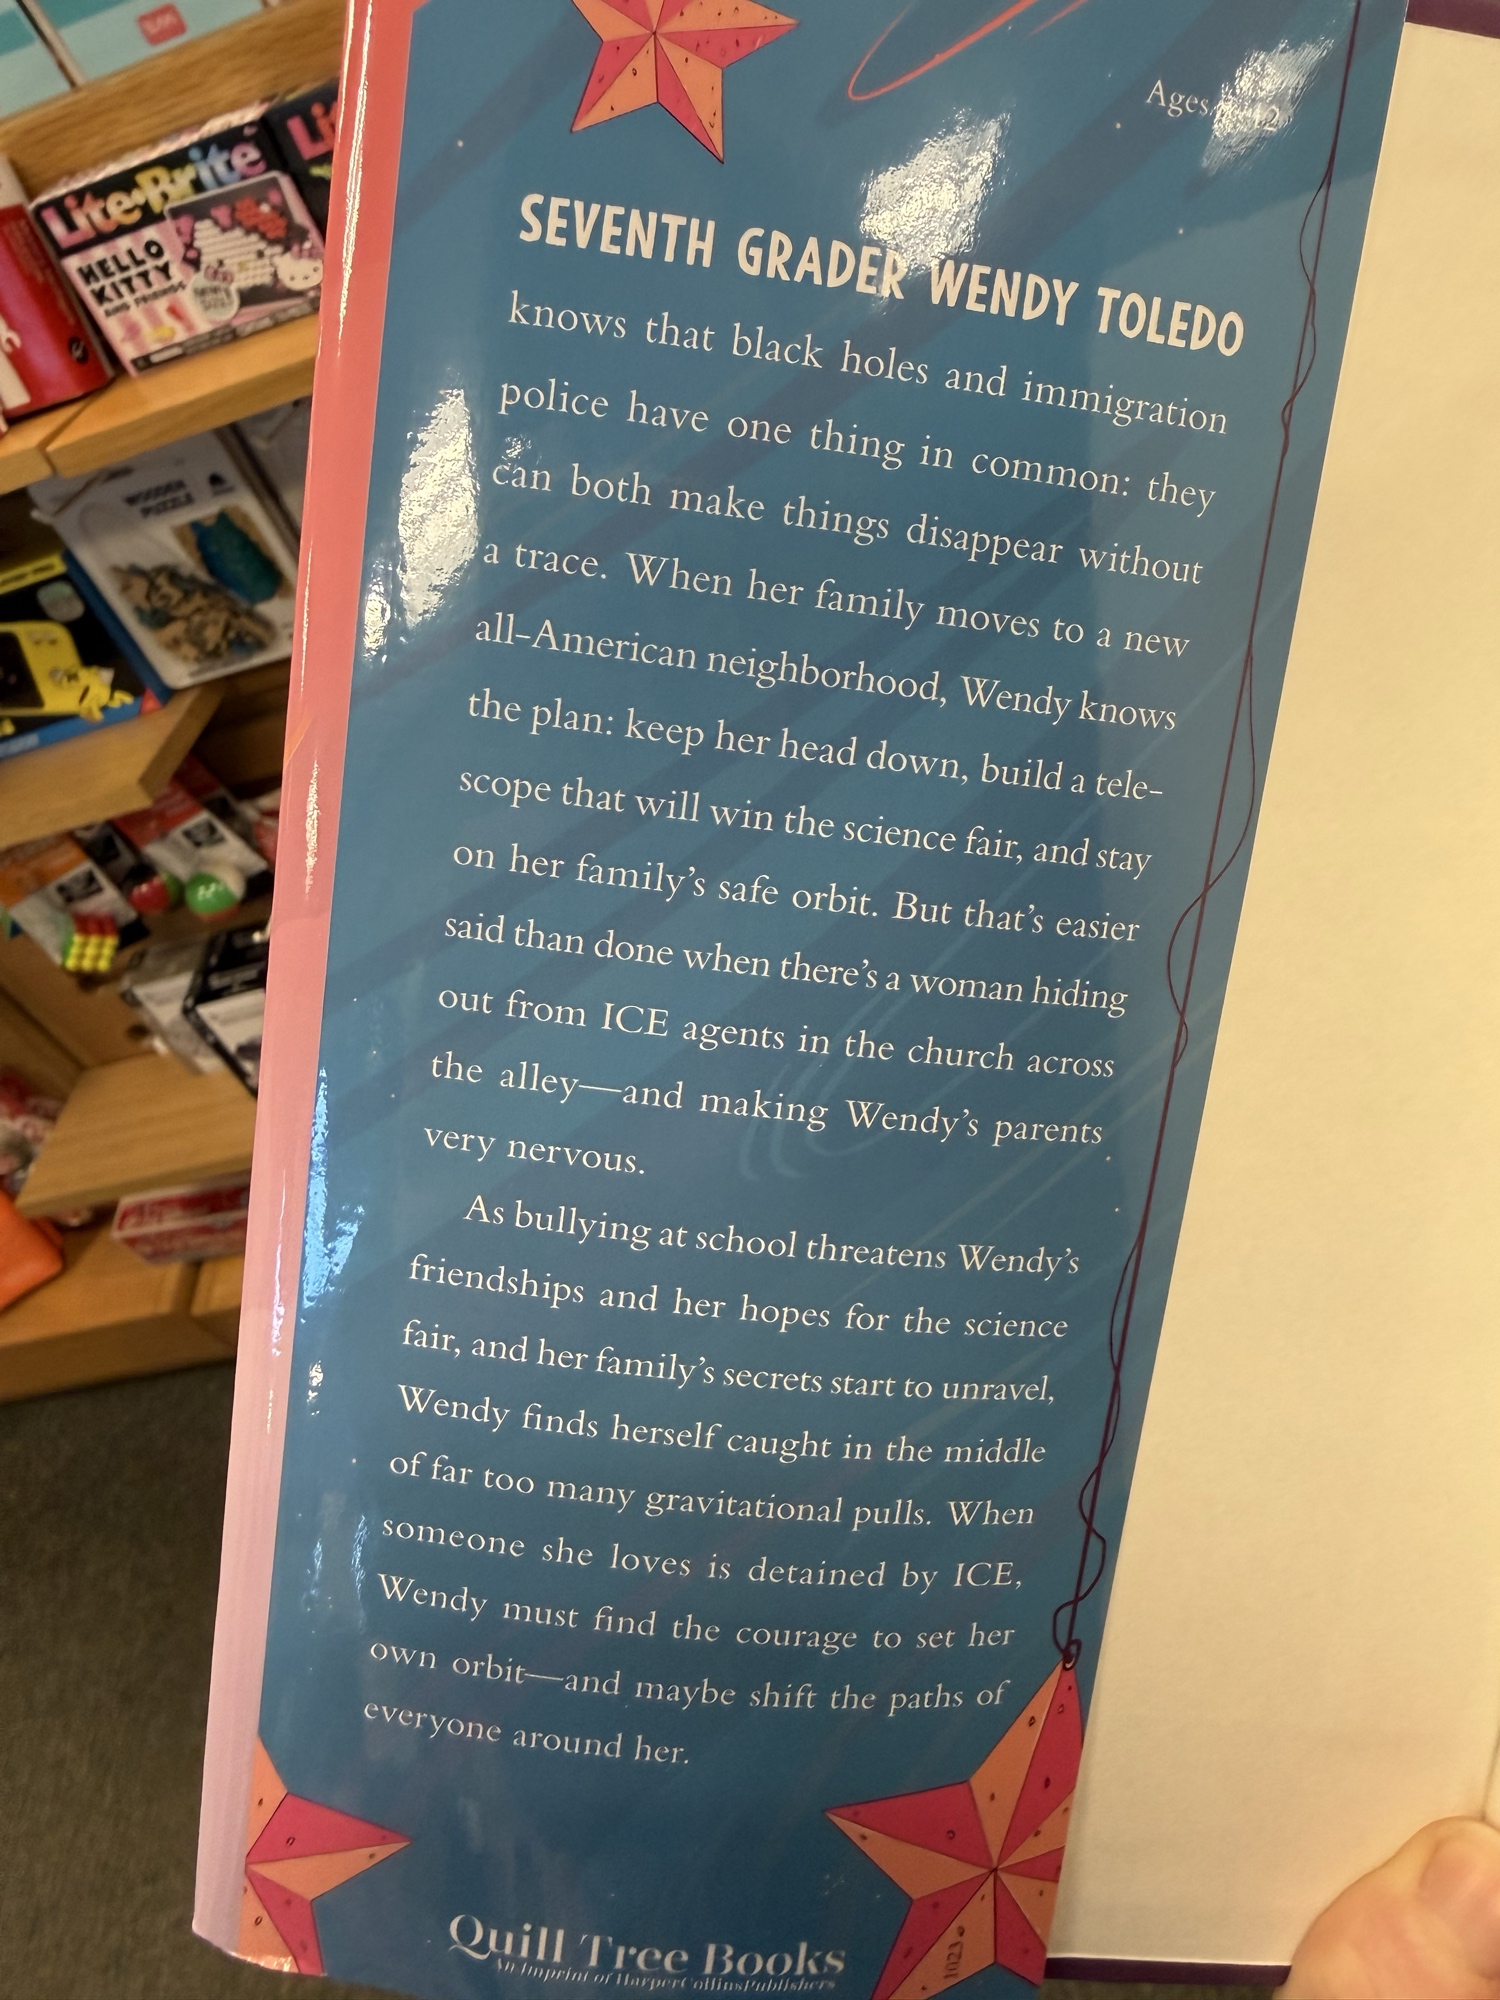 Lite-Brite
HELLO
KITTY
AND FRIENDS
WOODEN
PUZZLE
Ages 12
SEVENTH GRADER WENDY TOLEDO
knows that black holes and immigration
police have one thing in common: they
can both make things disappear without
a trace. When her family moves to a new
all-American neighborhood, Wendy knows
the plan: keep her head down, build a tele-
scope that will win the science fair, and stay
on her family's safe orbit. But that's easier
said than done when there's a woman hiding
out from ICE agents in the church across
the alley—and making Wendy's parents
very nervous.
As bullying at school threatens Wendy's
friendships and her hopes for the science
fair, and her family's secrets start to unravel,
Wendy finds herself caught in the middle
of far too many gravitational pulls. When
someone she loves is detained by ICE,
Wendy must find the courage to set her
own orbit—and maybe shift the paths of
everyone around her.
Quill Tree Books
An Imprint of HarperCollinsPublishers
1023